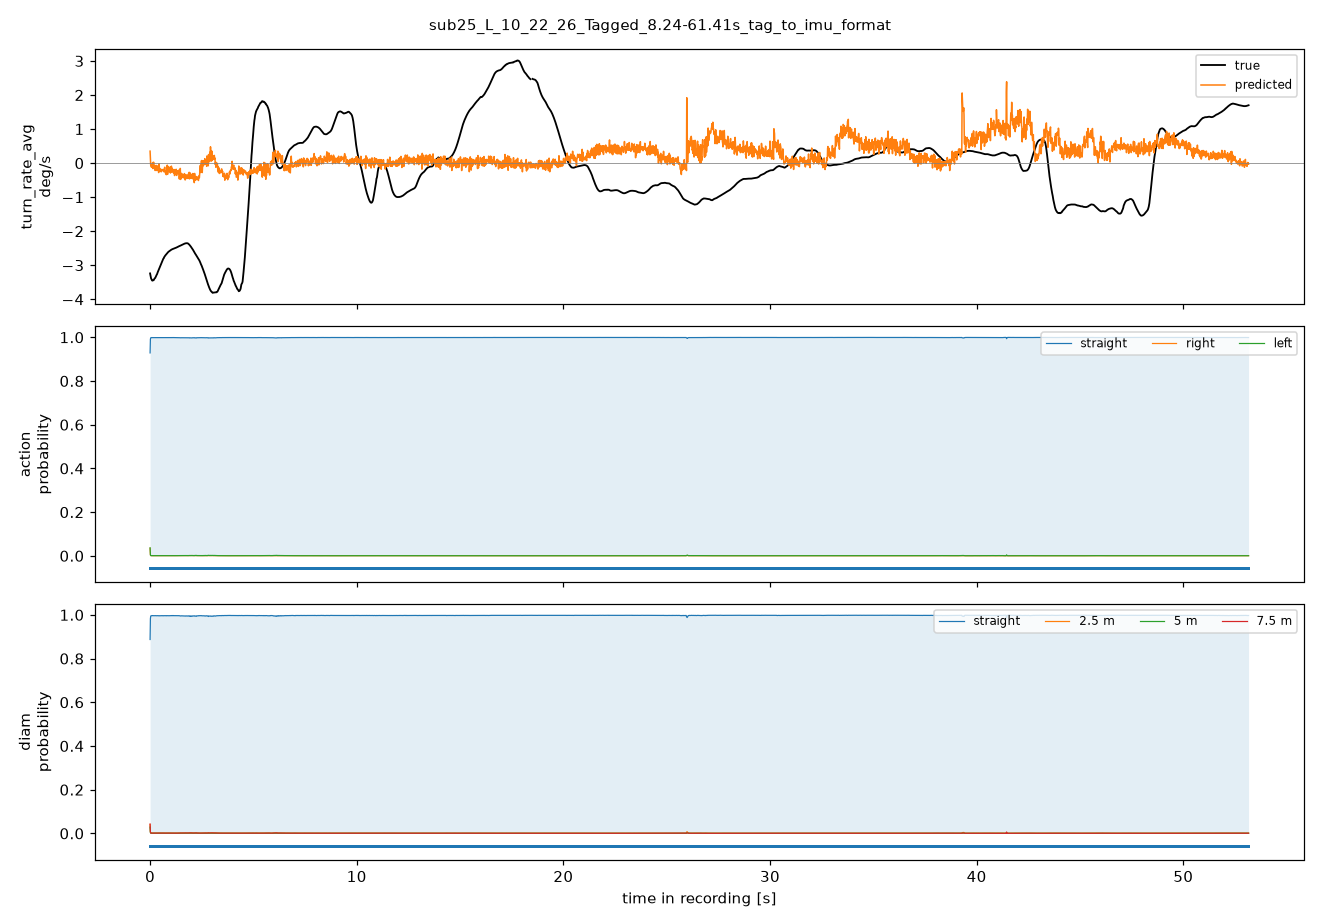 sub25_L_10_22_26_Tagged_8.24-61.41s_tag_to_imu_format
turn_rate_avg
deg/s
3
2
1
0
−1
−2
−3
−4
true
predicted
action
probability
1.0
0.8
0.6
0.4
0.2
0.0
straight right left
diam
probability
1.0
0.8
0.6
0.4
0.2
0.0
straight 2.5 m 5 m 7.5 m
0 10 20 30 40 50
time in recording [s]